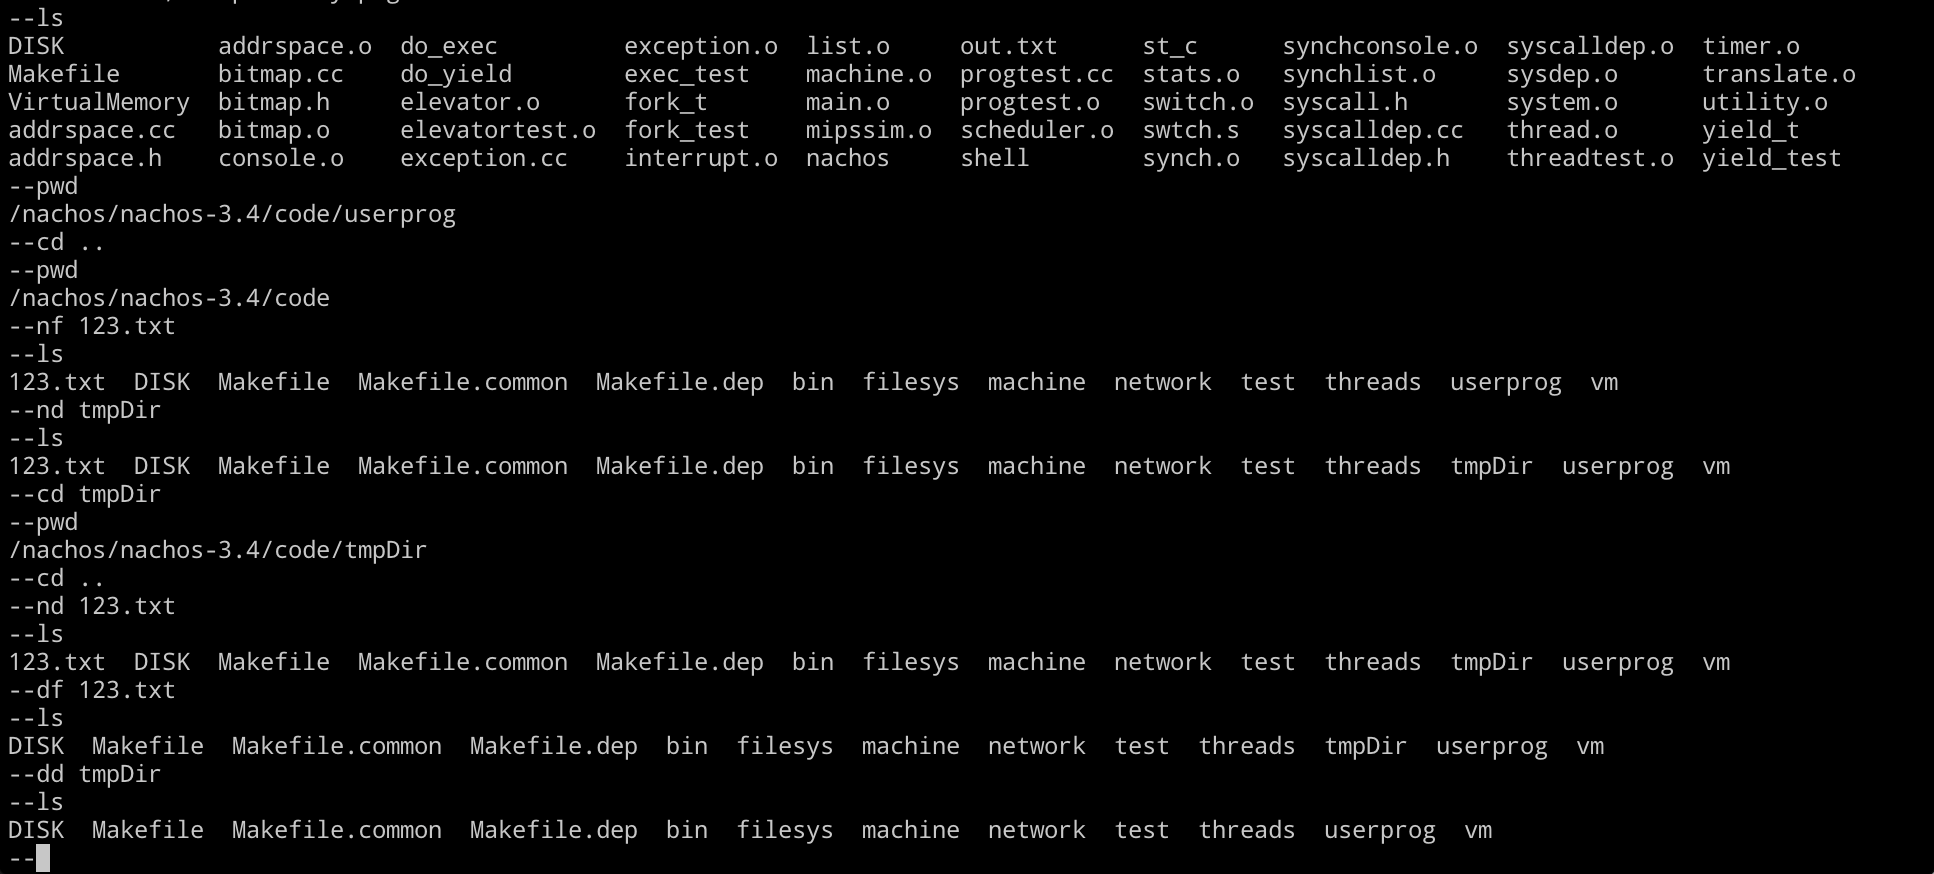 --ls
DISK           addrspace.o  do_exec         exception.o  list.o     out.txt      st_c      synchconsole.o  syscalldep.o  timer.o
Makefile       bitmap.cc    do_yield        exec_test    machine.o  progtest.cc  stats.o   synchlist.o     sysdep.o      translate.o
VirtualMemory  bitmap.h     elevator.o      fork_t       main.o     progtest.o   switch.o  syscall.h       system.o      utility.o
addrspace.cc   bitmap.o     elevatortest.o  fork_test    mipssim.o  scheduler.o  swtch.s   syscalldep.cc   thread.o      yield_t
addrspace.h    console.o    exception.cc    interrupt.o  nachos     shell        synch.o   syscalldep.h    threadtest.o  yield_test
--pwd
/nachos/nachos-3.4/code/userprog
--cd ..
--pwd
/nachos/nachos-3.4/code
--nf 123.txt
--ls
123.txt  DISK  Makefile  Makefile.common  Makefile.dep  bin  filesys  machine  network  test  threads  userprog  vm
--nd tmpDir
--ls
123.txt  DISK  Makefile  Makefile.common  Makefile.dep  bin  filesys  machine  network  test  threads  tmpDir  userprog  vm
--cd tmpDir
--pwd
/nachos/nachos-3.4/code/tmpDir
--cd ..
--nd 123.txt
--ls
123.txt  DISK  Makefile  Makefile.common  Makefile.dep  bin  filesys  machine  network  test  threads  tmpDir  userprog  vm
--df 123.txt
--ls
DISK  Makefile  Makefile.common  Makefile.dep  bin  filesys  machine  network  test  threads  tmpDir  userprog  vm
--dd tmpDir
--ls
DISK  Makefile  Makefile.common  Makefile.dep  bin  filesys  machine  network  test  threads  userprog  vm
--